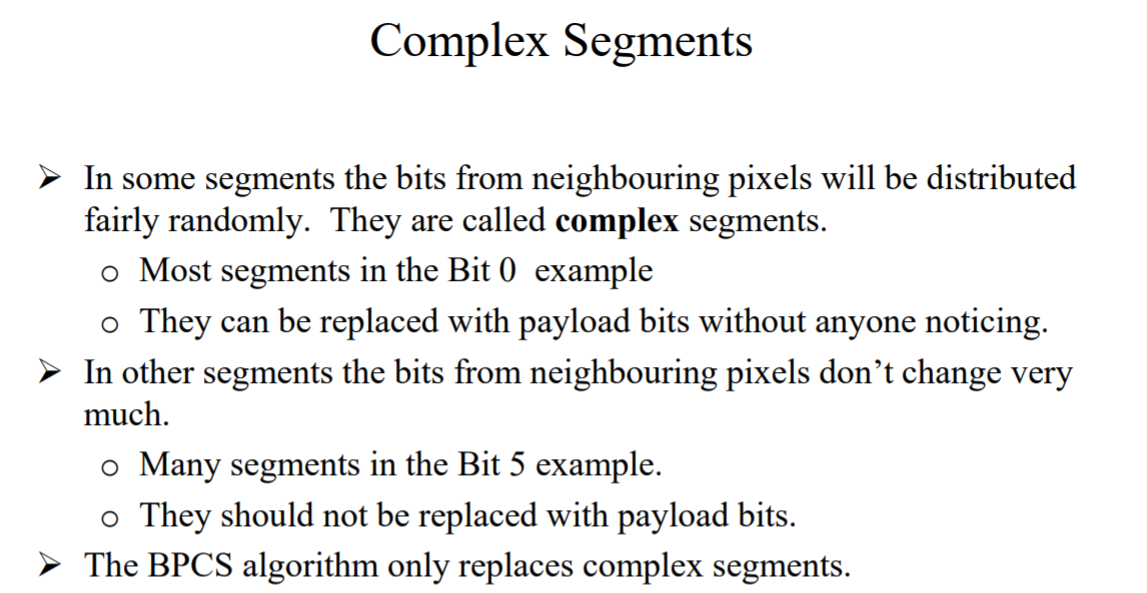 Complex Segments
➢ In some segments the bits from neighbouring pixels will be distributed
fairly randomly.  They are called complex segments.
o Most segments in the Bit 0  example
o They can be replaced with payload bits without anyone noticing.
➢ In other segments the bits from neighbouring pixels don’t change very
much.
o Many segments in the Bit 5 example.
o They should not be replaced with payload bits.
➢ The BPCS algorithm only replaces complex segments.